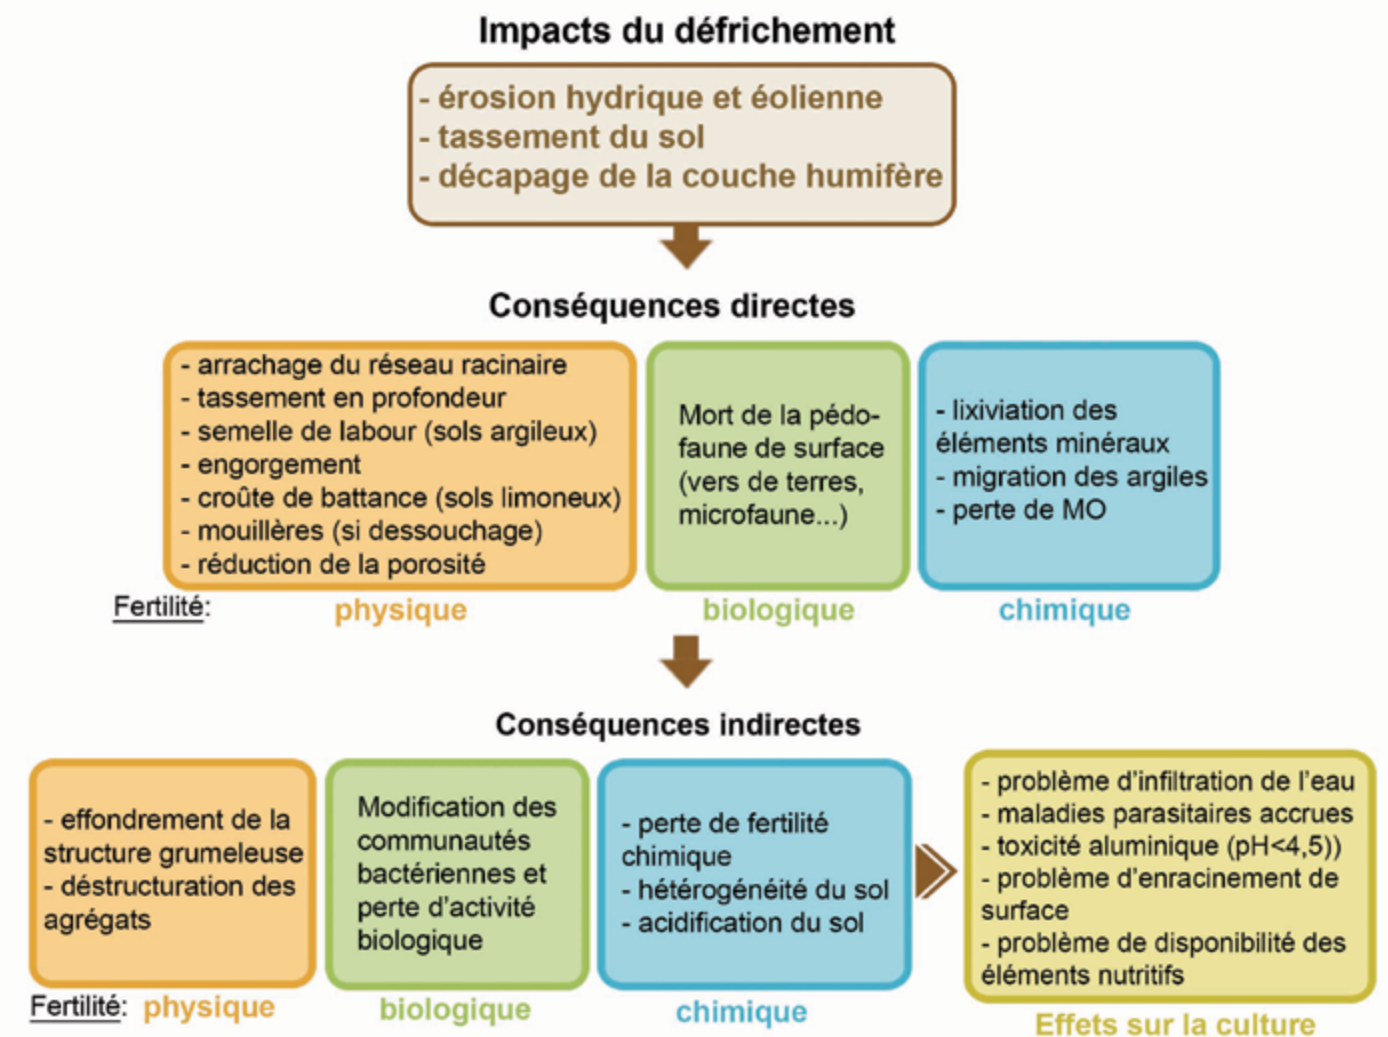 Impacts du défrichement
- érosion hydrique et éolienne
- tassement du sol
- décapage de la couche humifère
Conséquences directes
- arrachage du réseau racinaire
- tassement en profondeur
- semelle de labour (sols argileux)
- engorgement
- croûte de battance (sols limoneux)
- mouillères (si dessouchage)
- réduction de la porosité
Mort de la pédo-
faune de surface
(vers de terres,
microfaune...)
- lixiviation des
éléments minéraux
- migration des argiles
- perte de MO
Fertilité: physique biologique chimique
Conséquences indirectes
- effondrement de la
structure grumeleuse
- déstructuration des
agrégats
Modification des
communautés
bactériennes et
perte d'activité
biologique
- perte de fertilité
chimique
- hétérogénéité du sol
- acidification du sol
- problème d'infiltration de l'eau
- maladies parasitaires accrues
- toxicité aluminique (pH<4,5))
- problème d'enracinement de
surface
- problème de disponibilité des
éléments nutritifs
Fertilité: physique biologique chimique
Effets sur la culture